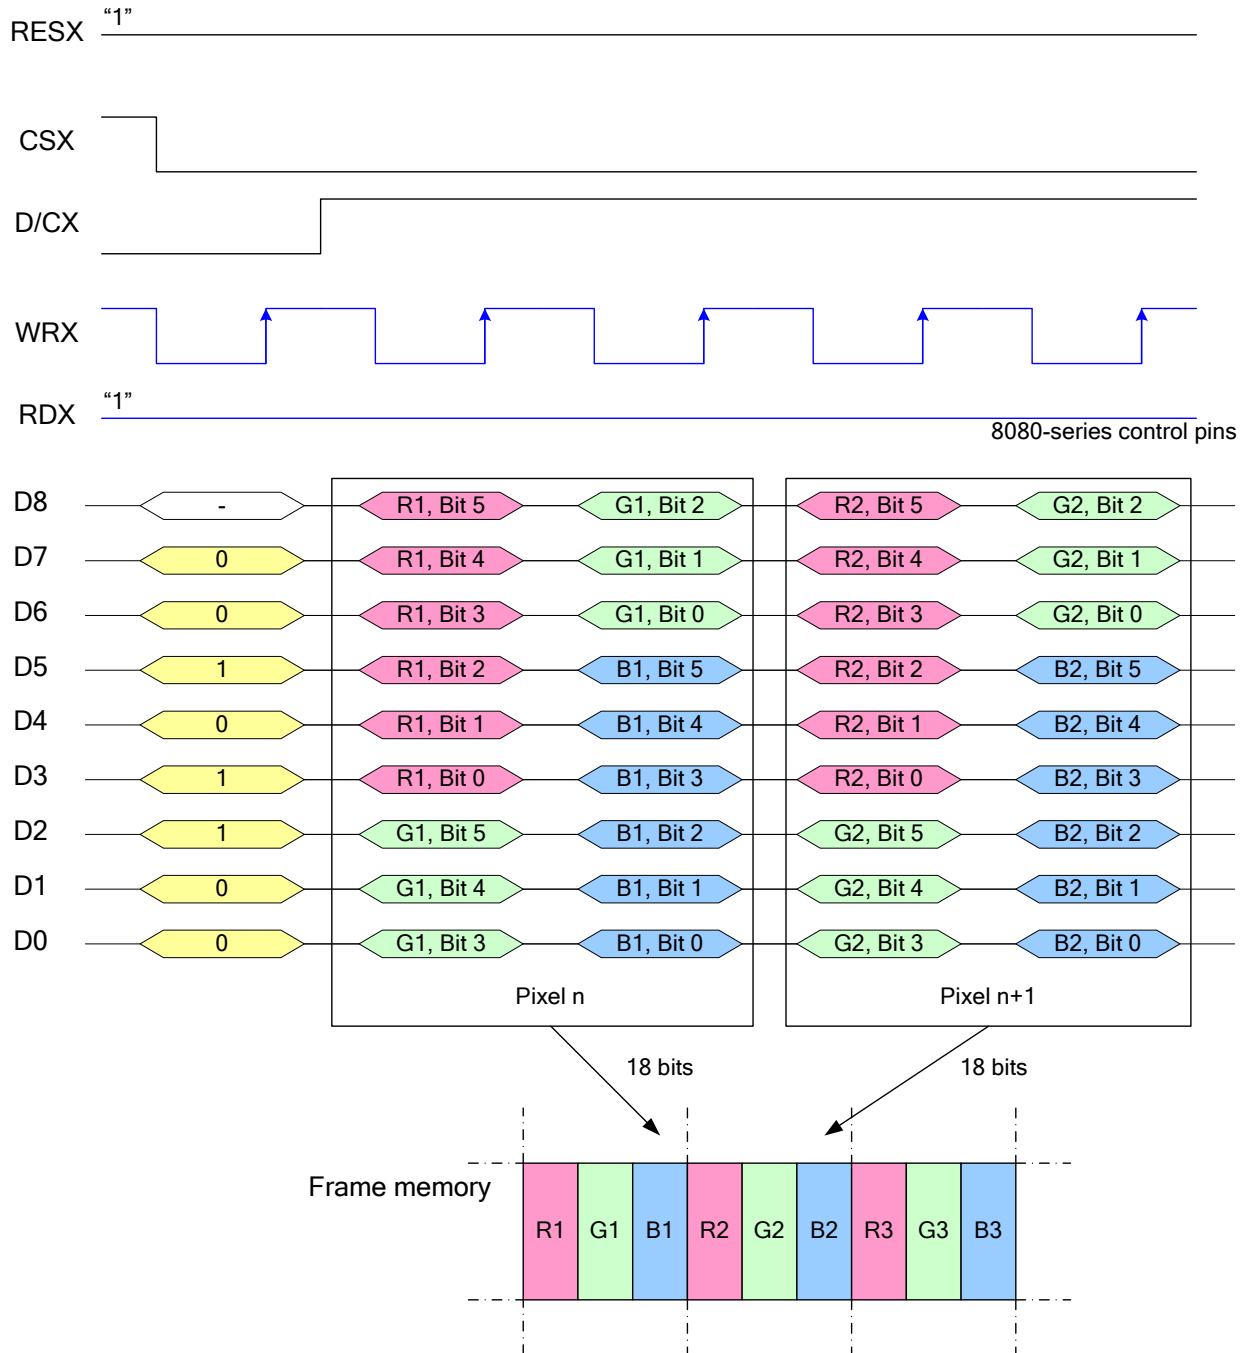 RESX “1”
CSX
D/CX
WRX
RDX “1”
8080-series control pins
D8 - R1, Bit 5 G1, Bit 2 R2, Bit 5 G2, Bit 2
D7 0 R1, Bit 4 G1, Bit 1 R2, Bit 4 G2, Bit 1
D6 0 R1, Bit 3 G1, Bit 0 R2, Bit 3 G2, Bit 0
D5 1 R1, Bit 2 B1, Bit 5 R2, Bit 2 B2, Bit 5
D4 0 R1, Bit 1 B1, Bit 4 R2, Bit 1 B2, Bit 4
D3 1 R1, Bit 0 B1, Bit 3 R2, Bit 0 B2, Bit 3
D2 1 G1, Bit 5 B1, Bit 2 G2, Bit 5 B2, Bit 2
D1 0 G1, Bit 4 B1, Bit 1 G2, Bit 4 B2, Bit 1
D0 0 G1, Bit 3 B1, Bit 0 G2, Bit 3 B2, Bit 0
Pixel n Pixel n+1
18 bits 18 bits
Frame memory
R1 G1 B1 R2 G2 B2 R3 G3 B3